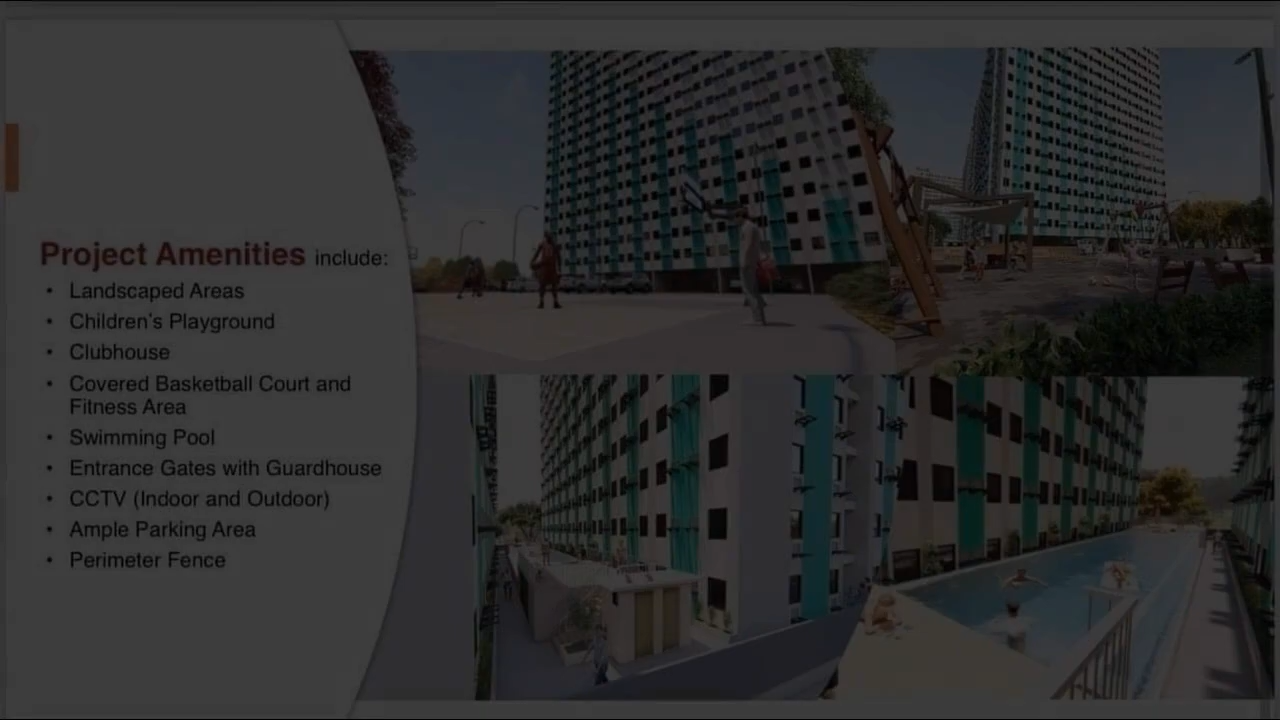 Project Amenities include:
• Landscaped Areas
• Children's Playground
• Clubhouse
• Covered Basketball Court and
Fitness Area
• Swimming Pool
• Entrance Gates with Guardhouse
• CCTV (Indoor and Outdoor)
• Ample Parking Area
• Perimeter Fence